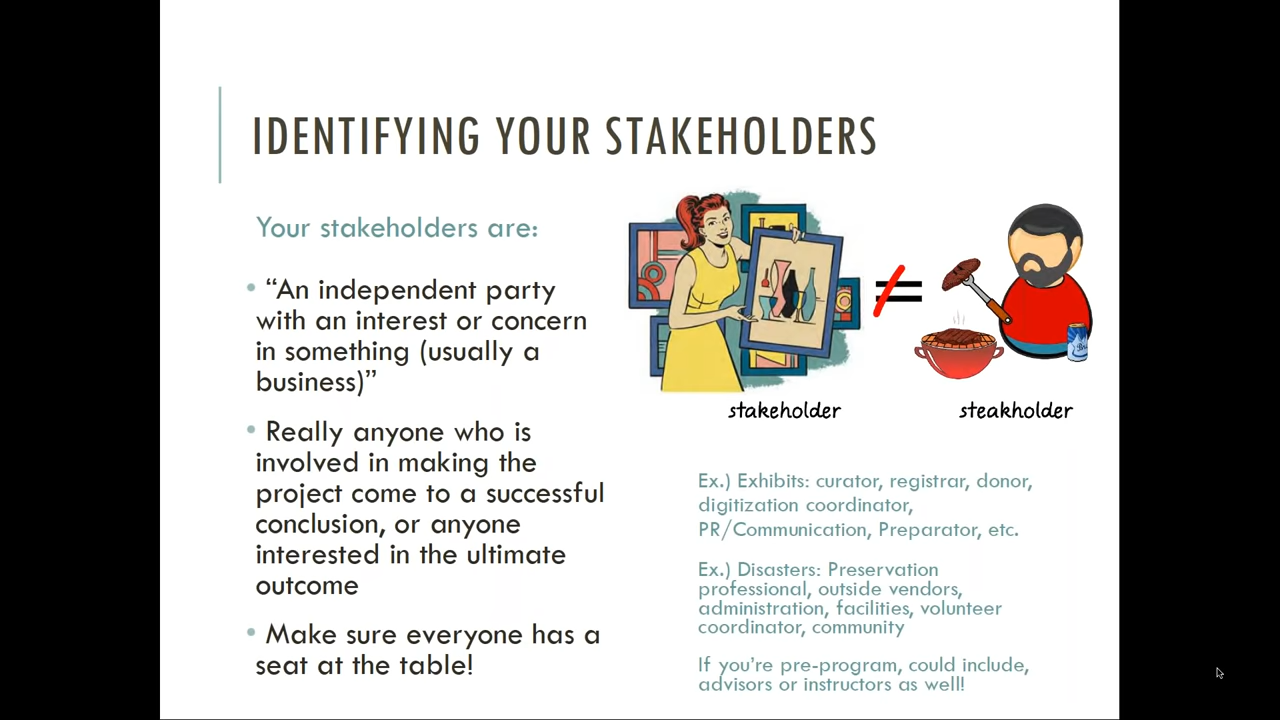 IDENTIFYING YOUR STAKEHOLDERS
Your stakeholders are:
• “An independent party
with an interest or concern
in something (usually a
business)”
• Really anyone who is
involved in making the
project come to a successful
conclusion, or anyone
interested in the ultimate
outcome
• Make sure everyone has a
seat at the table!
=
stakeholder
steakholder
Ex.) Exhibits: curator, registrar, donor,
digitization coordinator,
PR/Communication, Preparator, etc.
Ex.) Disasters: Preservation
professional, outside vendors,
administration, facilities, volunteer
coordinator, community
If you’re pre-program, could include,
advisors or instructors as well!